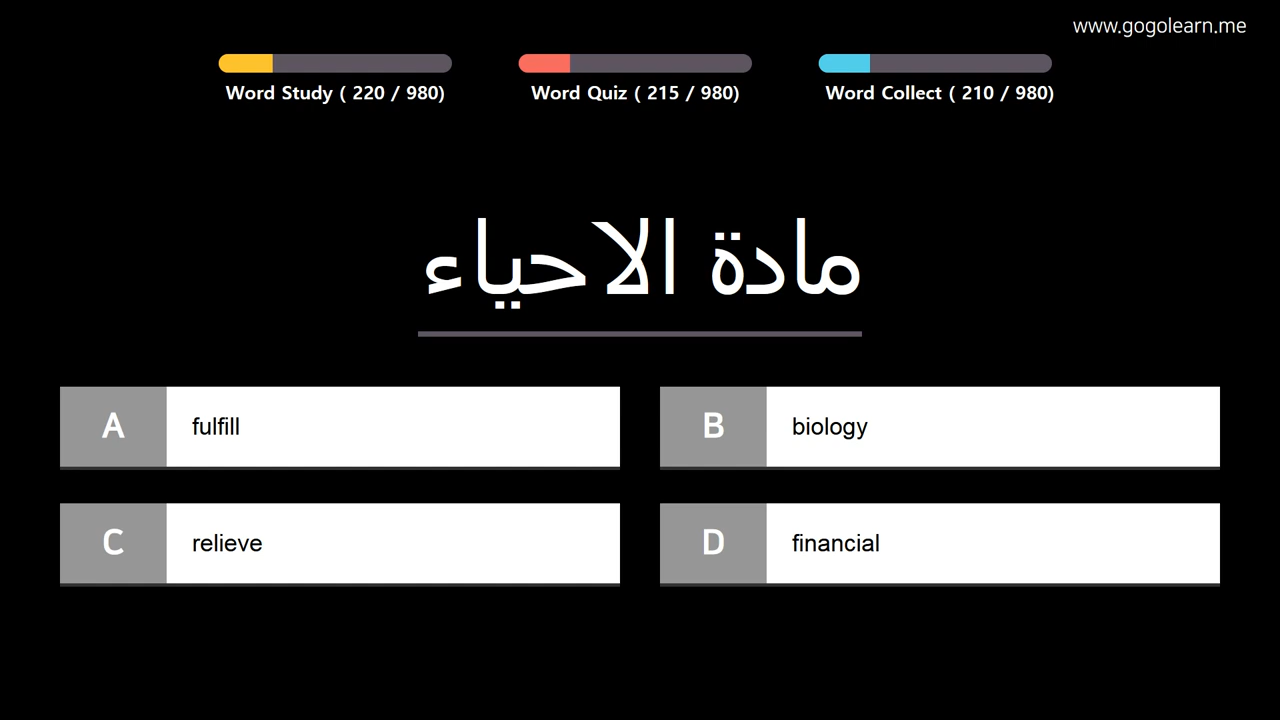 www.gogolearn.me
Word Study ( 220 / 980)
Word Quiz ( 215 / 980)
Word Collect ( 210 / 980)
مادة الاحياء
A fulfill
B biology
C relieve
D financial